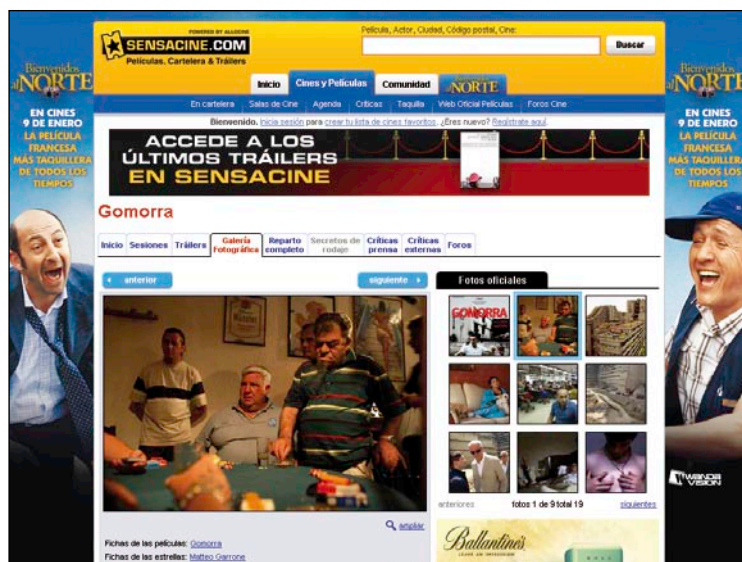 POWERED BY ALLOCINE
SENSACINE.COM
Películas, Cartelera & Tráilers
Película, Actor, Ciudad, Código postal, Cine:
Buscar
Inicio
Cines y Películas
Comunidad
Bienvenidos al NORTE
En cartelera
Salas de Cine
Agenda
Críticas
Taquilla
Web Oficial Películas
Foros Cine
Bienvenido. Inicia sesión para crear tu lista de cines favoritos. ¿Eres nuevo? Regístrate aquí.
Bienvenidos
al NORTE
EN CINES
9 DE ENERO
LA PELÍCULA
FRANCESA
MÁS TAQUILLERA
DE TODOS LOS
TIEMPOS
ACCEDE A LOS
ÚLTIMOS TRÁILERS
EN SENSACINE
Bienvenidos
al NORTE
EN CINES
9 DE ENERO
LA PELÍCULA
FRANCESA
MÁS TAQUILLERA
DE TODOS LOS
TIEMPOS
Gomorra
Inicio
Sesiones
Tráilers
Galería Fotográfica
Reparto completo
Secretos de rodaje
Críticas prensa
Críticas externas
Foros
anterior
siguiente
Fotos oficiales
GOMORRA
anteriores
fotos 1 de 9 total 19
siguientes
WANDA
VISION
ampliar
Fichas de las películas: Gomorra
Fichas de las estrellas: Matteo Garrone
Ballantine's